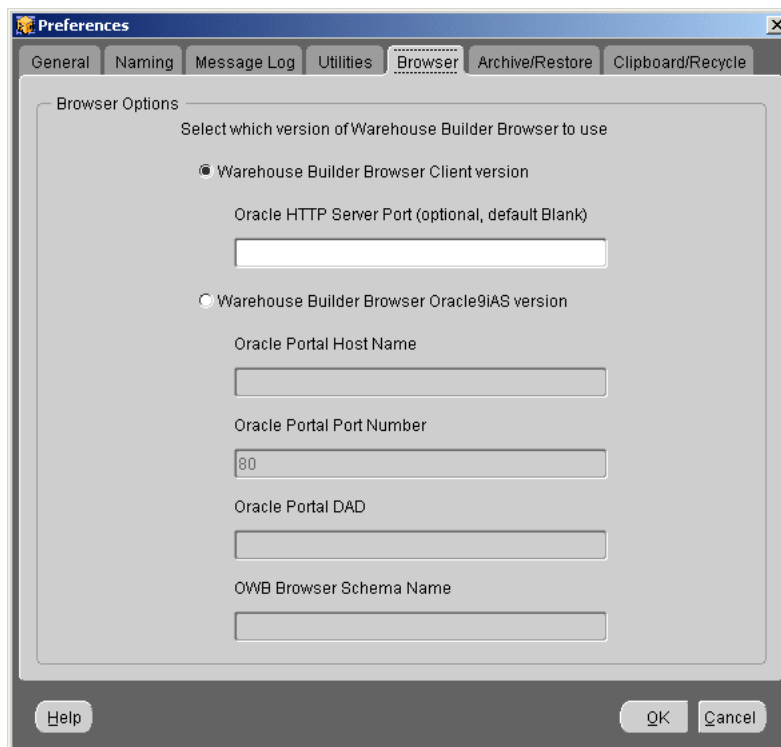 Preferences
General Naming Message Log Utilities Browser Archive/Restore Clipboard/Recycle
Browser Options
Select which version of Warehouse Builder Browser to use
Warehouse Builder Browser Client version
Oracle HTTP Server Port (optional, default Blank)
Warehouse Builder Browser Oracle9iAS version
Oracle Portal Host Name
Oracle Portal Port Number
80
Oracle Portal DAD
OWB Browser Schema Name
Help OK Cancel